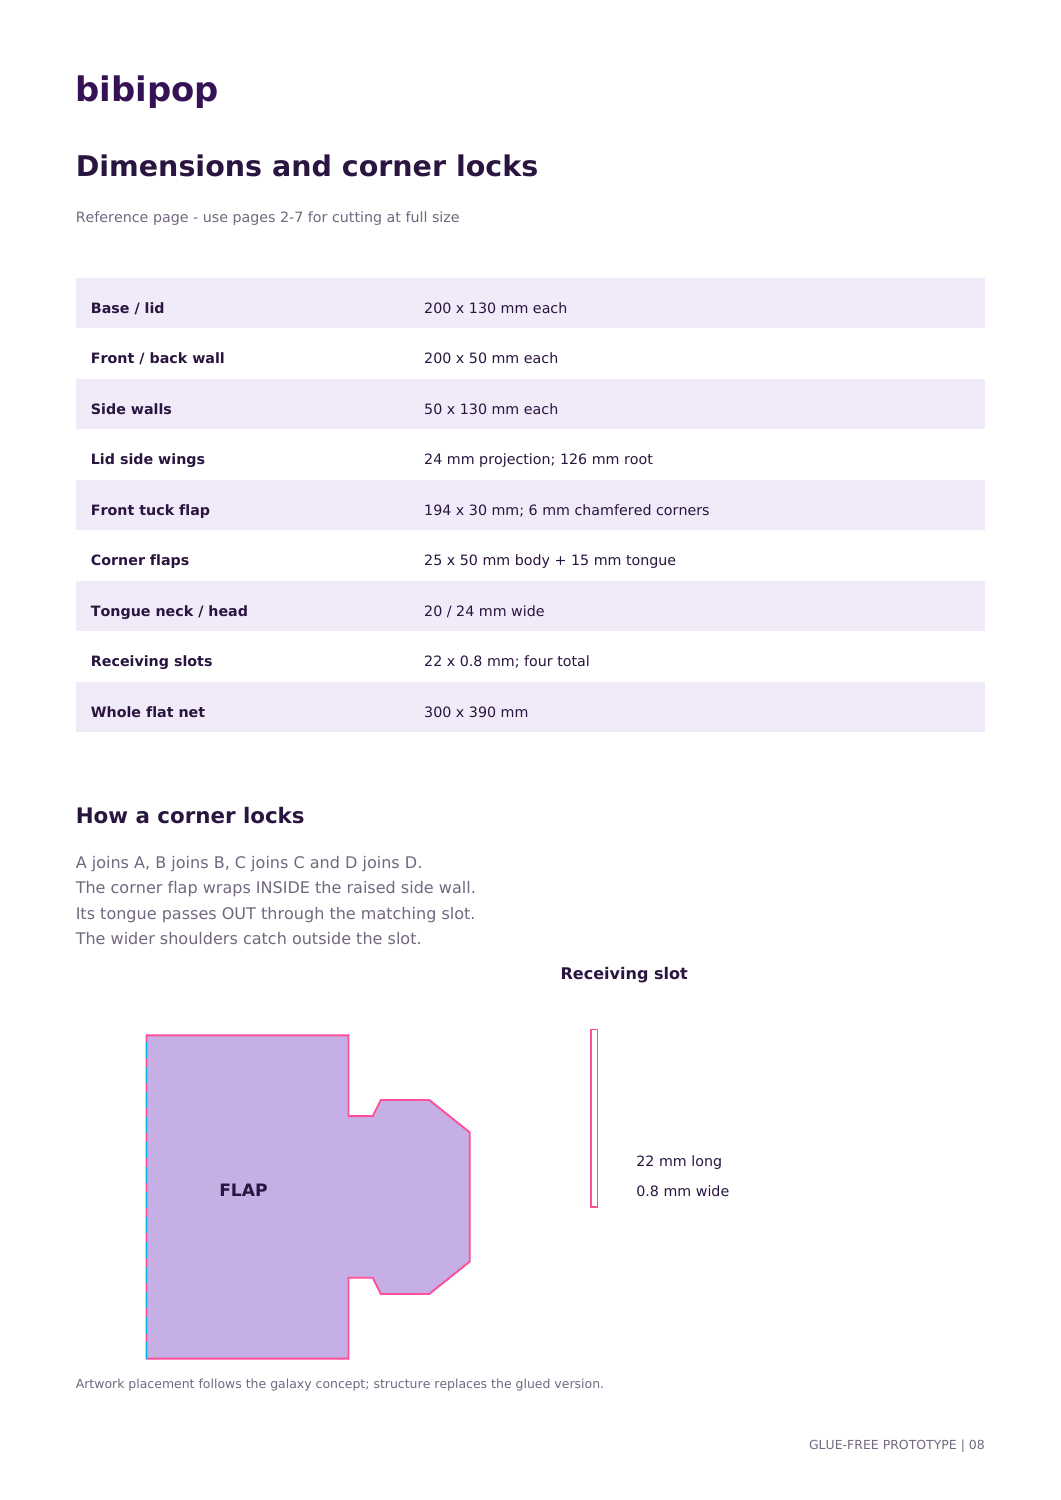 bibipop
Dimensions and corner locks
Reference page - use pages 2-7 for cutting at full size
Base / lid 200 x 130 mm each
Front / back wall 200 x 50 mm each
Side walls 50 x 130 mm each
Lid side wings 24 mm projection; 126 mm root
Front tuck flap 194 x 30 mm; 6 mm chamfered corners
Corner flaps 25 x 50 mm body + 15 mm tongue
Tongue neck / head 20 / 24 mm wide
Receiving slots 22 x 0.8 mm; four total
Whole flat net 300 x 390 mm
How a corner locks
A joins A, B joins B, C joins C and D joins D.
The corner flap wraps INSIDE the raised side wall.
Its tongue passes OUT through the matching slot.
The wider shoulders catch outside the slot.
Receiving slot
22 mm long
FLAP
0.8 mm wide
Artwork placement follows the galaxy concept; structure replaces the glued version.
GLUE-FREE PROTOTYPE | 08